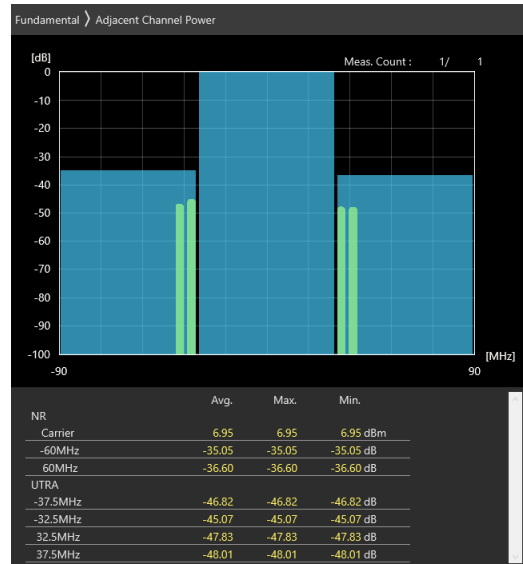 Fundamental 〉 Adjacent Channel Power
[dB]
Meas. Count : 1/ 1
0
-10
-20
-30
-40
-50
-60
-70
-80
-90
-100
[MHz]
-90 90
Avg. Max. Min.
NR
Carrier 6.95 6.95 6.95 dBm
-60MHz -35.05 -35.05 -35.05 dB
60MHz -36.60 -36.60 -36.60 dB
UTRA
-37.5MHz -46.82 -46.82 -46.82 dB
-32.5MHz -45.07 -45.07 -45.07 dB
32.5MHz -47.83 -47.83 -47.83 dB
37.5MHz -48.01 -48.01 -48.01 dB